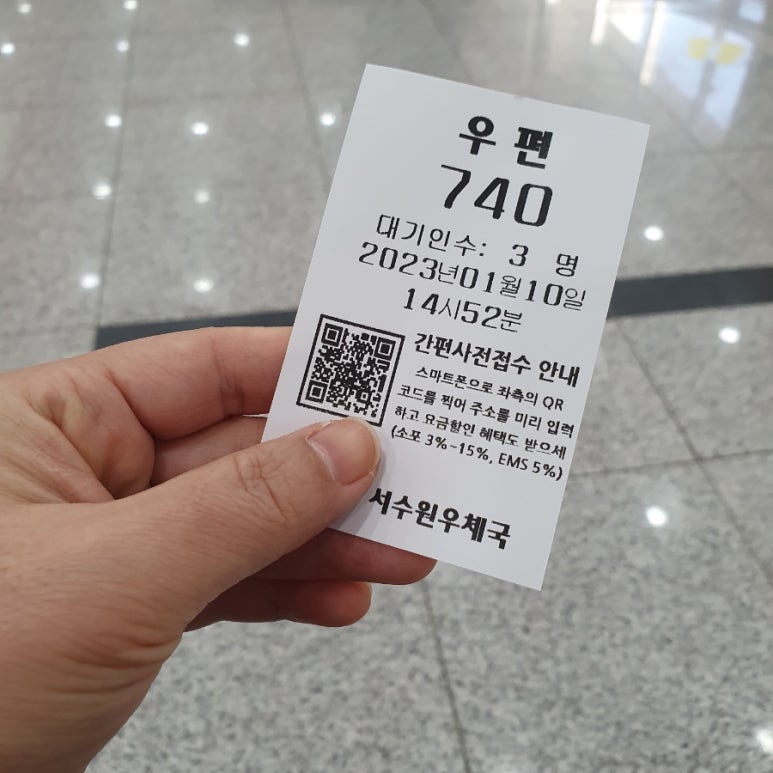 우편
740
대기인수: 3 명
2023년01월10일
14시52분
간편사전접수 안내
스마트폰으로 좌측의 QR
코드를 찍어 주소를 미리 입력
하고 요금할인 혜택도 받으세
(소포 3%~15%, EMS 5%)
서수원우체국